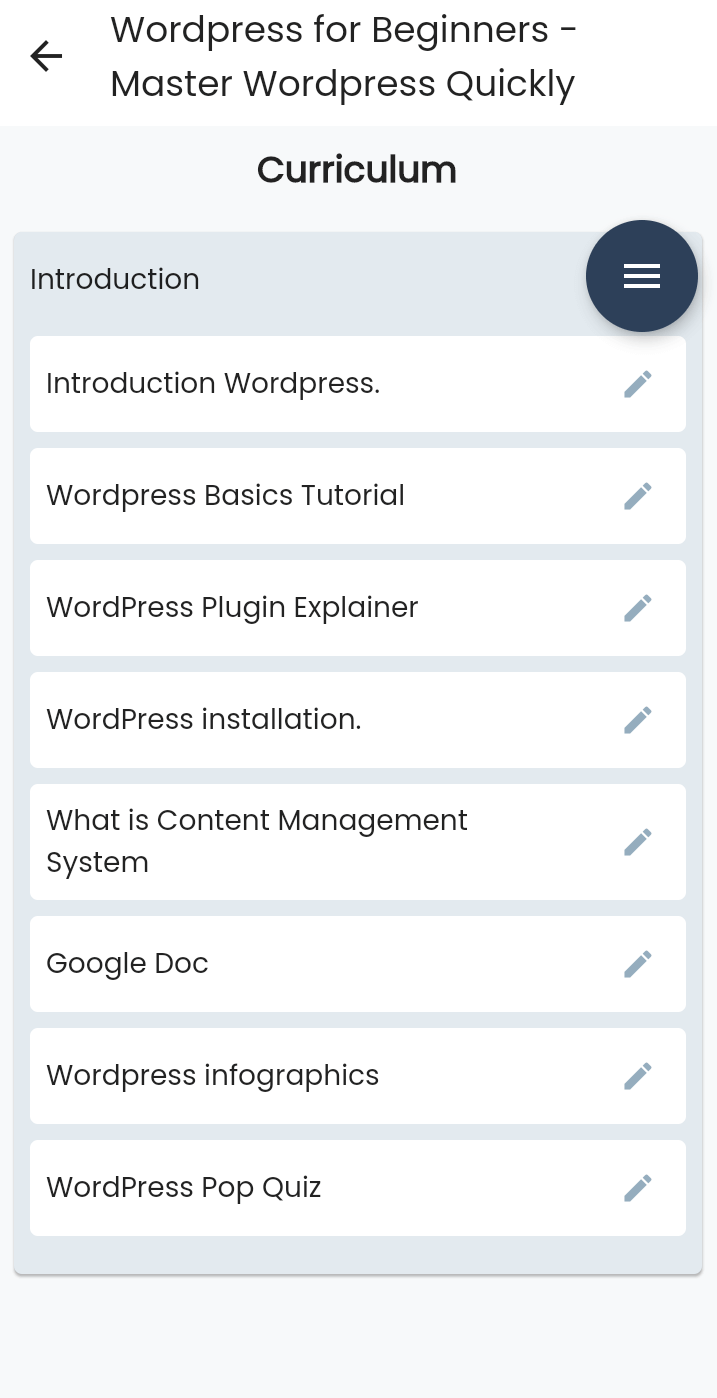 Wordpress for Beginners -
Master Wordpress Quickly
Curriculum
Introduction
Introduction Wordpress.
Wordpress Basics Tutorial
WordPress Plugin Explainer
WordPress installation.
What is Content Management
System
Google Doc
Wordpress infographics
WordPress Pop Quiz